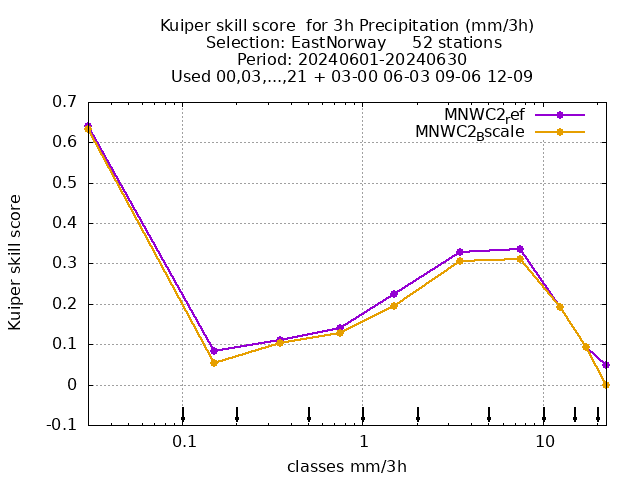 Kuiper skill score  for 3h Precipitation (mm/3h)
Selection: EastNorway     52 stations
Period: 20240601-20240630
Used 00,03,...,21 + 03-00 06-03 09-06 12-09
MNWC2_ref
MNWC2_Bscale
Kuiper skill score
0.7
0.6
0.5
0.4
0.3
0.2
0.1
0
-0.1
0.1 1 10
classes mm/3h